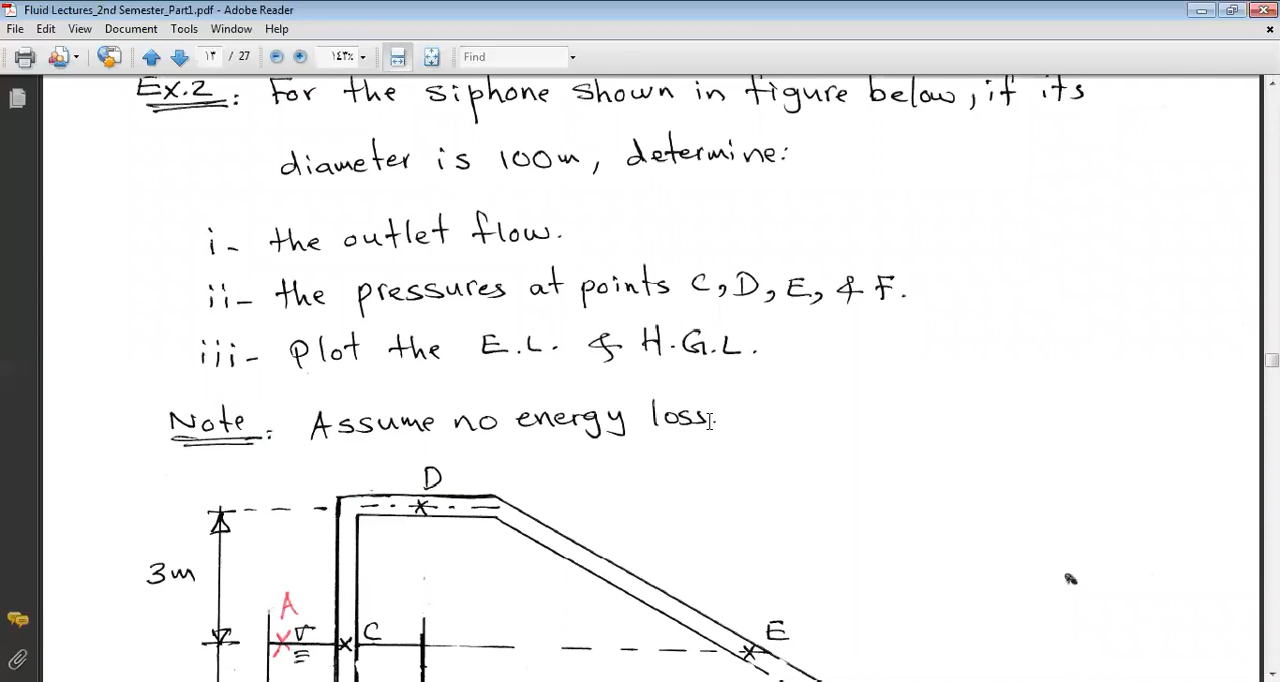 Fluid Lectures_2nd Semester_Part1.pdf - Adobe Reader
File Edit View Document Tools Window Help
١٣ / 27 ١٤٣% Find
Ex.2: For the siphone shown in figure below, if its
diameter is 100m, determine:
i- the outlet flow.
ii- the pressures at points C, D, E, & F.
iii- Plot the E.L. & H.G.L.
Note: Assume no energy loss.
D
3m
A
C
E